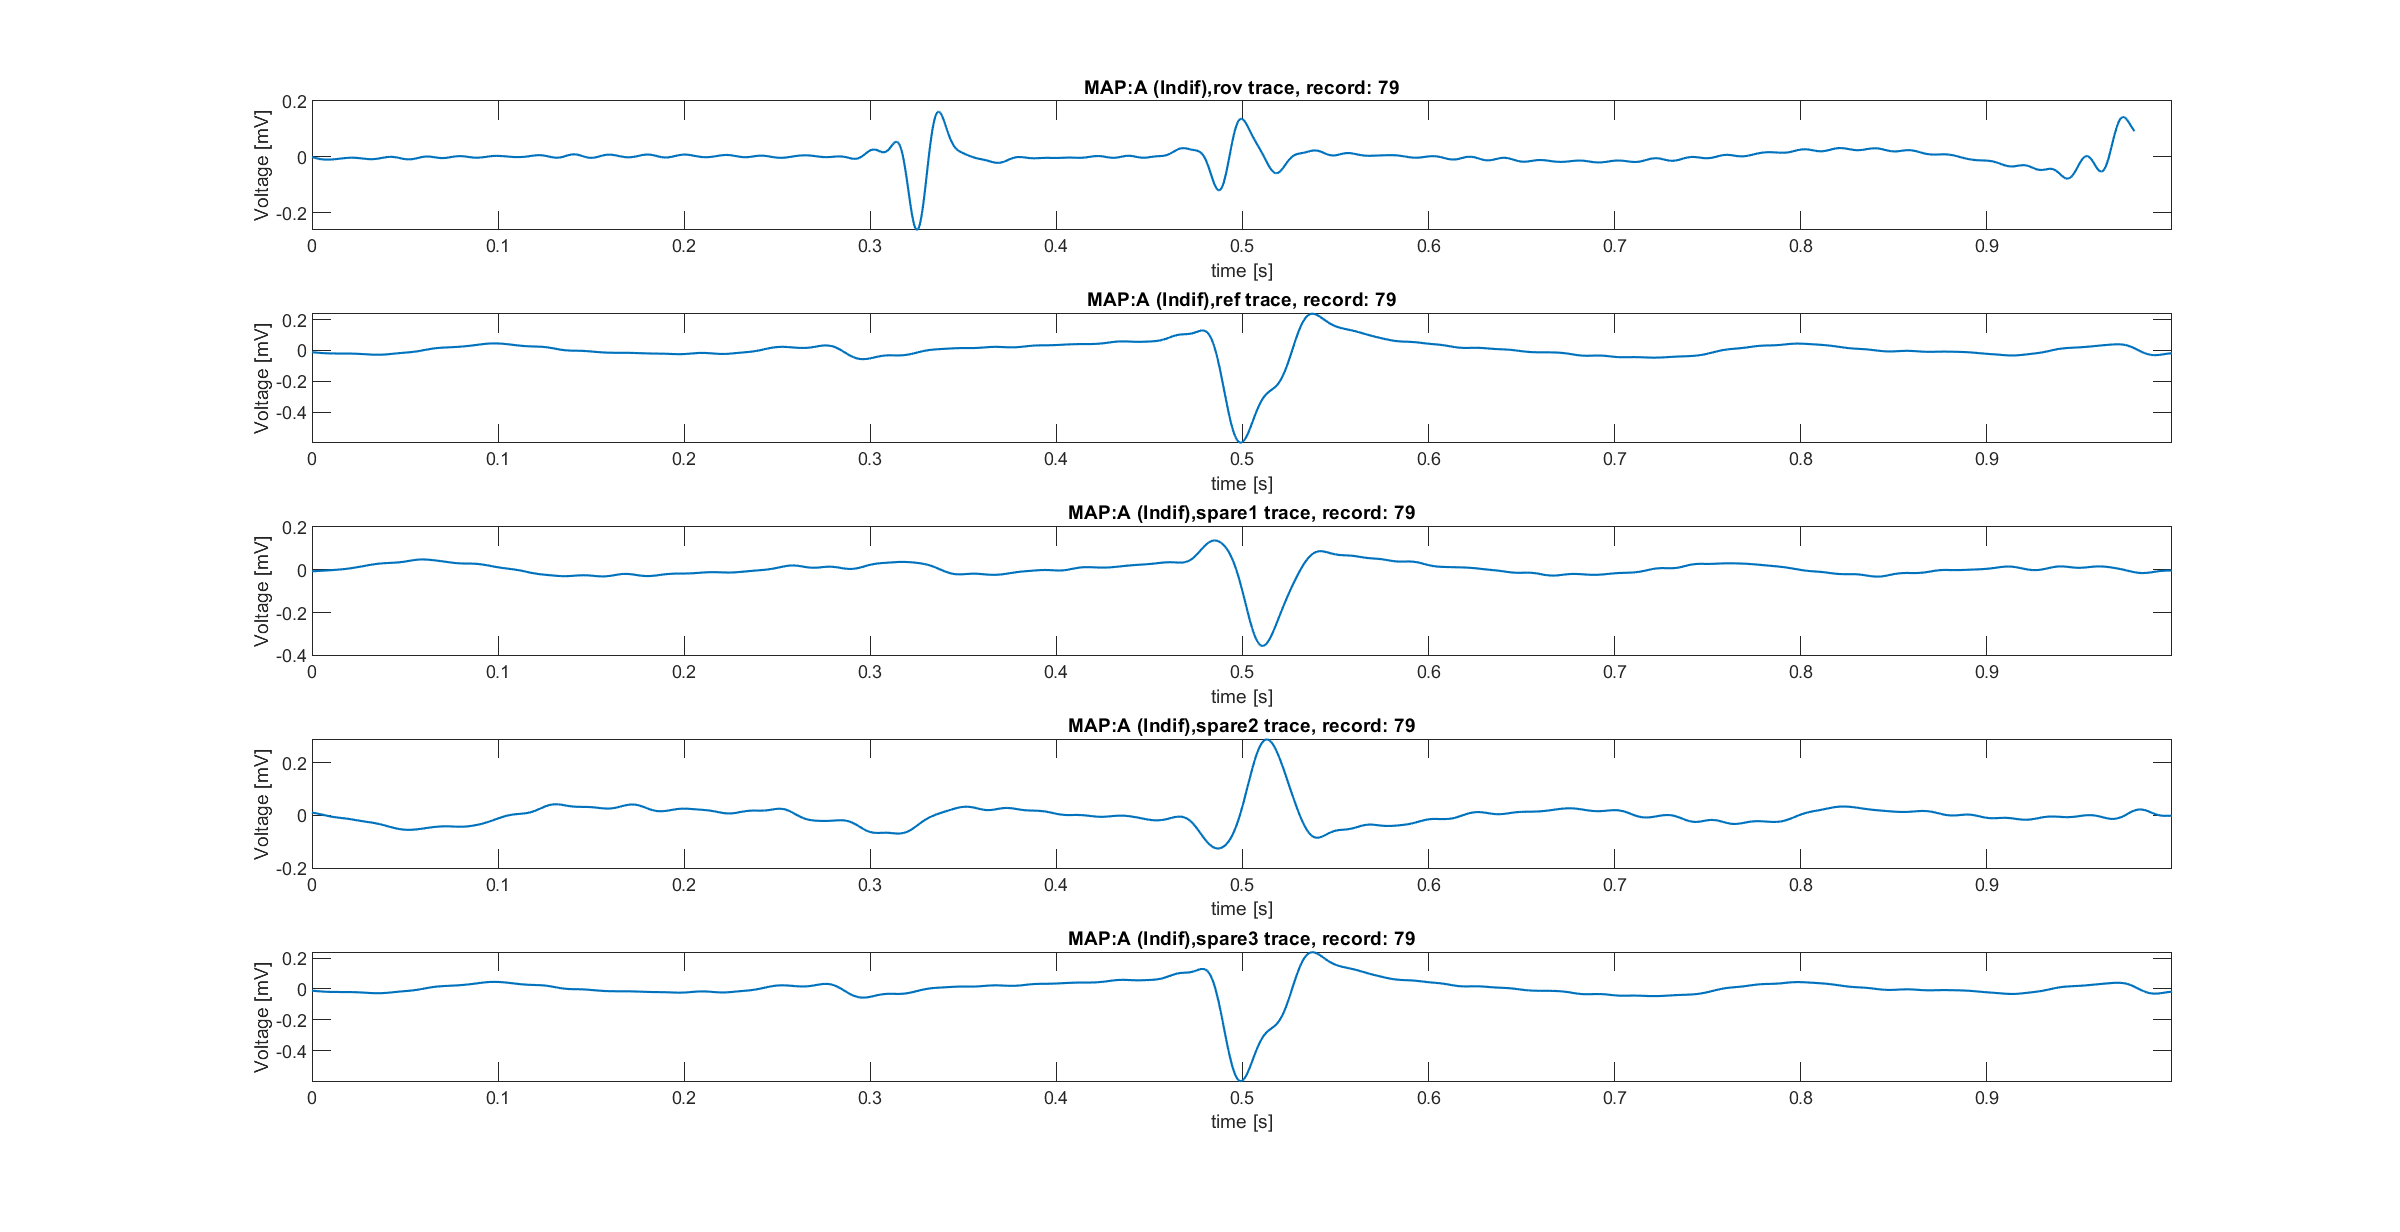 MAP:A (Indif),rov trace, record: 79
Voltage [mV]
0.2
0
-0.2
0 0.1 0.2 0.3 0.4 0.5 0.6 0.7 0.8 0.9
time [s]
MAP:A (Indif),ref trace, record: 79
Voltage [mV]
0.2
0
-0.2
-0.4
0 0.1 0.2 0.3 0.4 0.5 0.6 0.7 0.8 0.9
time [s]
MAP:A (Indif),spare1 trace, record: 79
Voltage [mV]
0.2
0
-0.2
-0.4
0 0.1 0.2 0.3 0.4 0.5 0.6 0.7 0.8 0.9
time [s]
MAP:A (Indif),spare2 trace, record: 79
Voltage [mV]
0.2
0
-0.2
0 0.1 0.2 0.3 0.4 0.5 0.6 0.7 0.8 0.9
time [s]
MAP:A (Indif),spare3 trace, record: 79
Voltage [mV]
0.2
0
-0.2
-0.4
0 0.1 0.2 0.3 0.4 0.5 0.6 0.7 0.8 0.9
time [s]